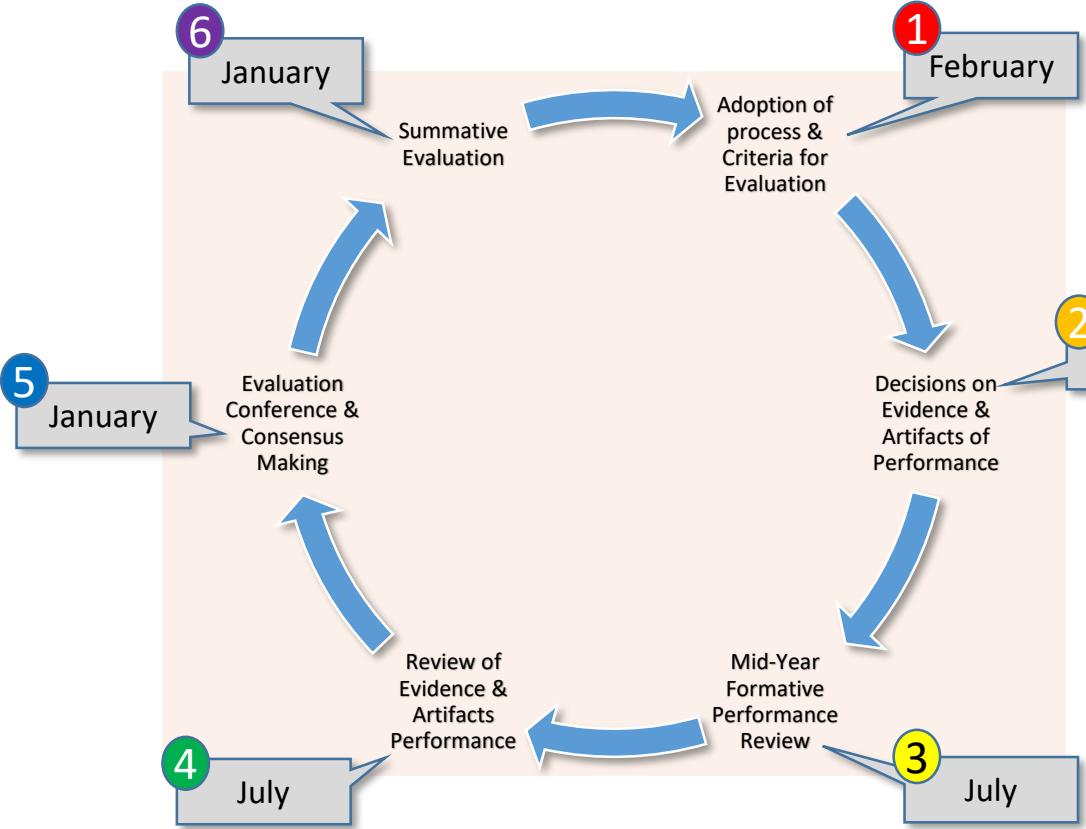 1
February
Adoption of
process &
Criteria for
Evaluation
2
Decisions on
Evidence &
Artifacts of
Performance
3
July
Mid-Year
Formative
Performance
Review
4
July
Review of
Evidence &
Artifacts
Performance
5
January
Evaluation
Conference &
Consensus
Making
6
January
Summative
Evaluation